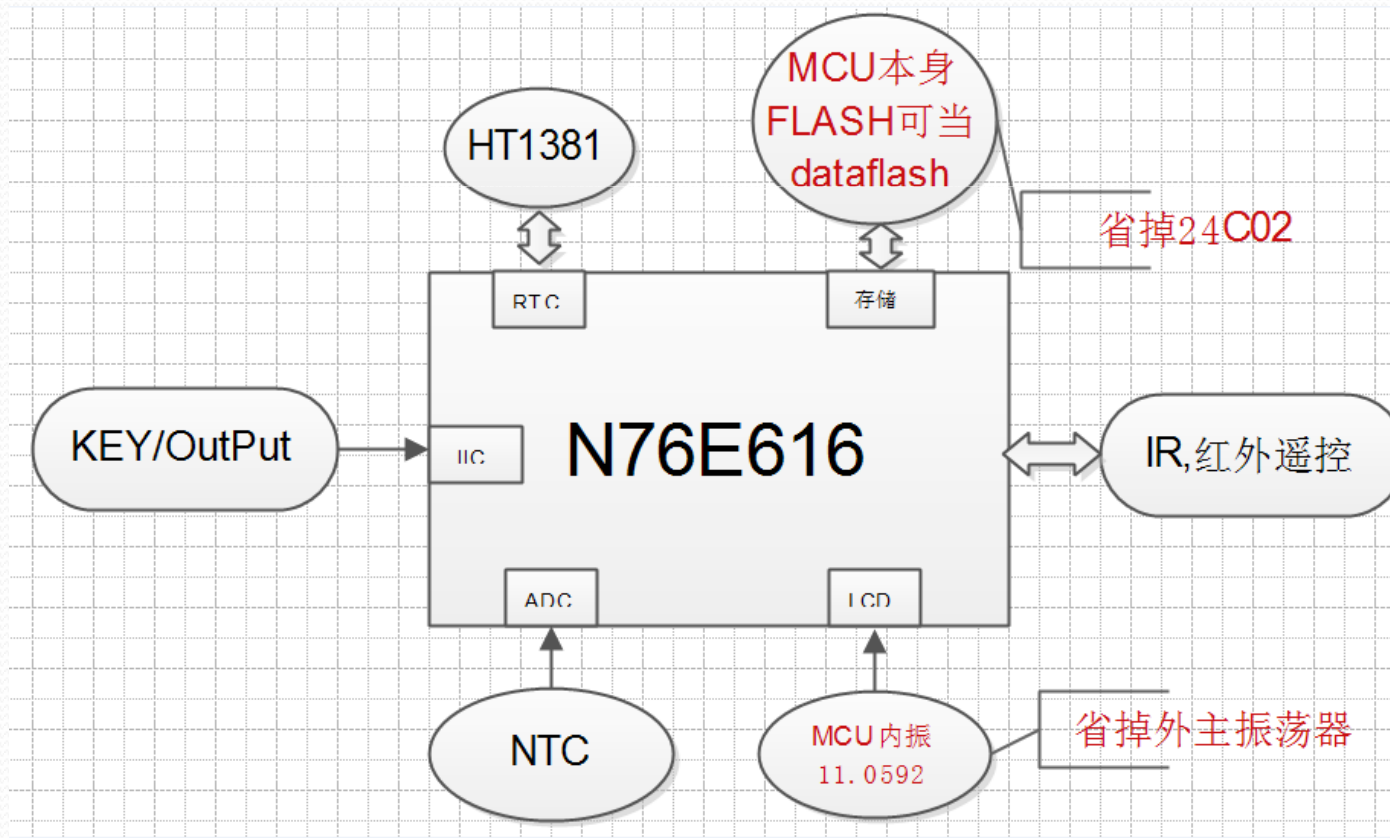 MCU本身
FLASH可当
dataflash
HT1381
省掉24C02
RTC
存储
KEY/OutPut
IIC
N76E616
IR,红外遥控
ADC
LCD
NTC
MCU内振
11.0592
省掉外主振荡器